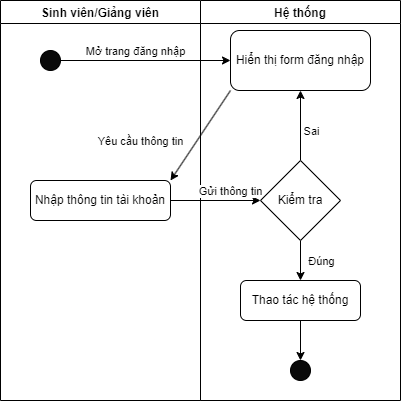 Sinh viên/Giảng viên
Hệ thống
Mở trang đăng nhập
Hiển thị form đăng nhập
Sai
Yêu cầu thông tin
Nhập thông tin tài khoản
Gửi thông tin
Kiểm tra
Đúng
Thao tác hệ thống